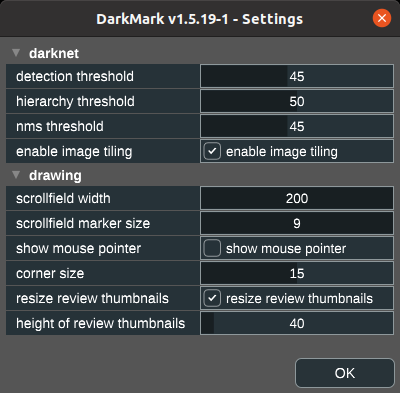 DarkMark v1.5.19-1 - Settings
darknet
detection threshold 45
hierarchy threshold 50
nms threshold 45
enable image tiling enable image tiling
drawing
scrollfield width 200
scrollfield marker size 9
show mouse pointer show mouse pointer
corner size 15
resize review thumbnails resize review thumbnails
height of review thumbnails 40
OK